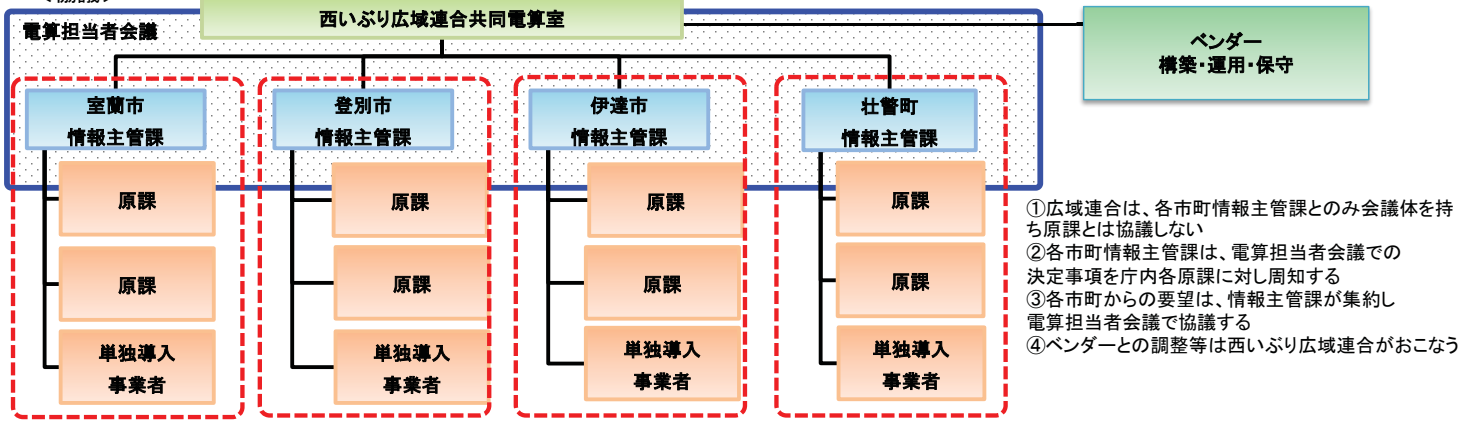 西いぶり広域連合共同電算室
電算担当者会議
ベンダー
構築・運用・保守
室蘭市
情報主管課
登別市
情報主管課
伊達市
情報主管課
壮瞥町
情報主管課
原課
原課
原課
原課
原課
原課
原課
原課
単独導入
事業者
単独導入
事業者
単独導入
事業者
単独導入
事業者
①広域連合は、各市町情報主管課とのみ会議体を持
ち原課とは協議しない
②各市町情報主管課は、電算担当者会議での
決定事項を庁内各原課に対し周知する
③各市町からの要望は、情報主管課が集約し
電算担当者会議で協議する
④ベンダーとの調整等は西いぶり広域連合がおこなう